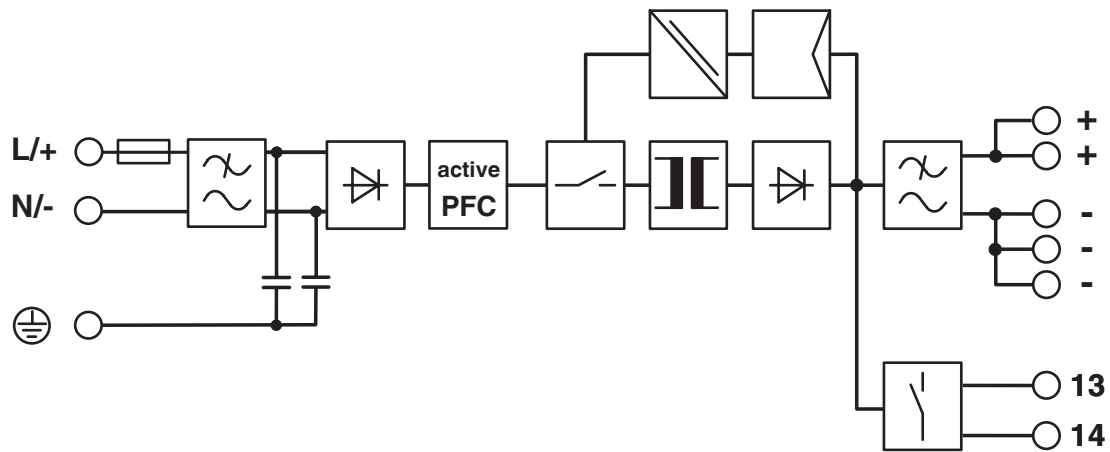 L/+
N/-
active
PFC
+
+
-
-
-
13
14